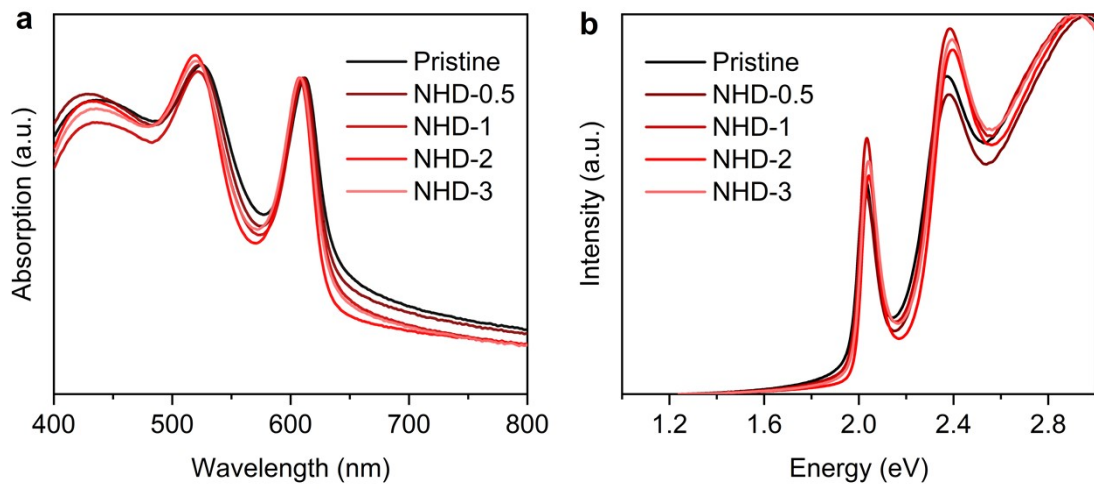 a
Pristine
NHD-0.5
NHD-1
NHD-2
NHD-3
Absorption (a.u.)
400 500 600 700 800
Wavelength (nm)
b
Pristine
NHD-0.5
NHD-1
NHD-2
NHD-3
Intensity (a.u.)
1.2 1.6 2.0 2.4 2.8
Energy (eV)